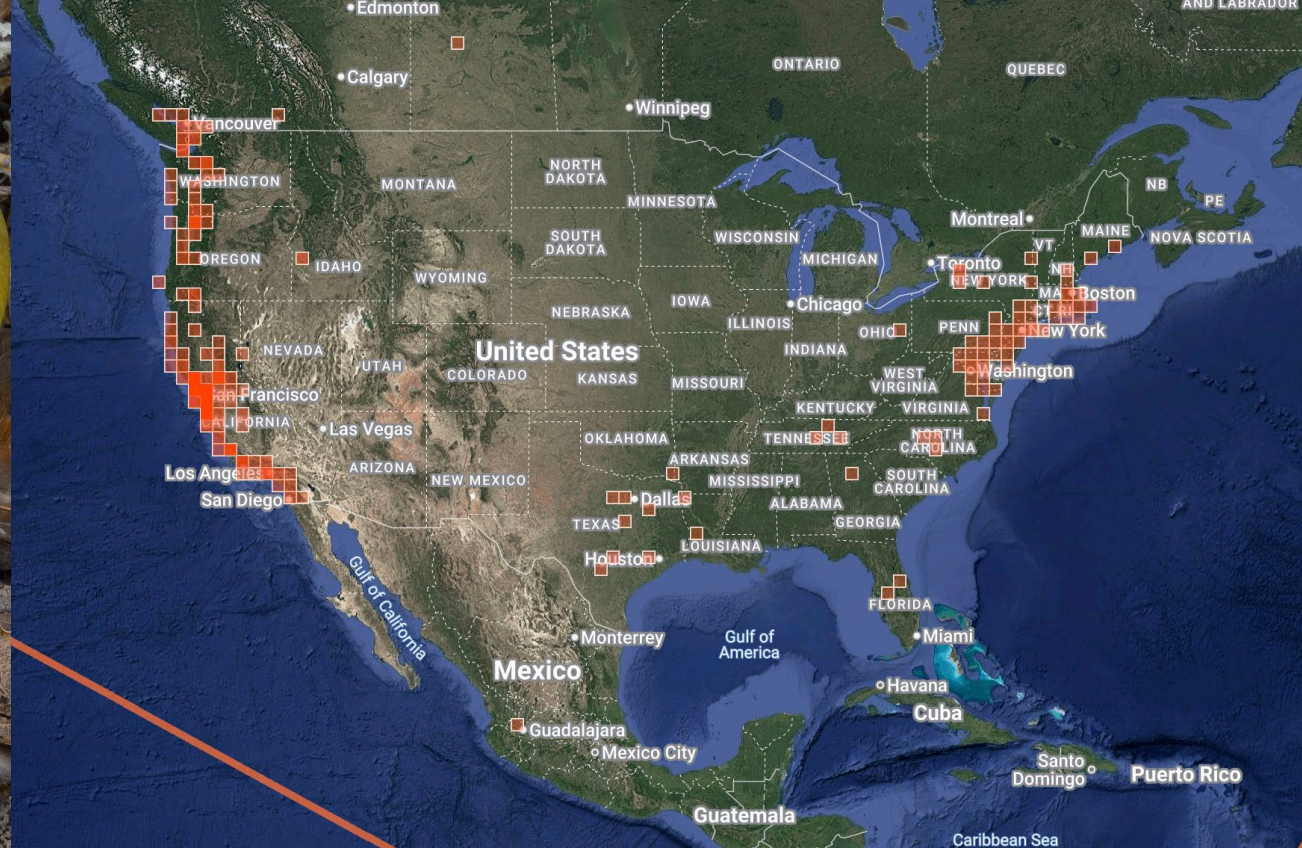 Edmonton
AND LABRADOR
ONTARIO
QUEBEC
Calgary
Winnipeg
Vancouver
WASHINGTON
MONTANA
NORTH
DAKOTA
MINNESOTA
NB
PE
Montreal
MAINE
NOVA SCOTIA
VT
OREGON
IDAHO
SOUTH
DAKOTA
WISCONSIN
MICHIGAN
Toronto
NH
WYOMING
NEW YORK
MA
Boston
NEBRASKA
IOWA
Chicago
CT
RI
ILLINOIS
OHIO
PENN
New York
NEVADA
United States
INDIANA
UTAH
COLORADO
KANSAS
MISSOURI
WEST
VIRGINIA
Washington
San Francisco
KENTUCKY
VIRGINIA
CALIFORNIA
Las Vegas
OKLAHOMA
TENNESSEE
NORTH
CAROLINA
Los Angeles
ARIZONA
NEW MEXICO
ARKANSAS
MISSISSIPPI
SOUTH
CAROLINA
San Diego
Dallas
ALABAMA
TEXAS
GEORGIA
Houston
LOUISIANA
Gulf of California
FLORIDA
Monterrey
Gulf of
America
Miami
Mexico
Havana
Cuba
Guadalajara
Mexico City
Santo
Domingo
Puerto Rico
Guatemala
Caribbean Sea